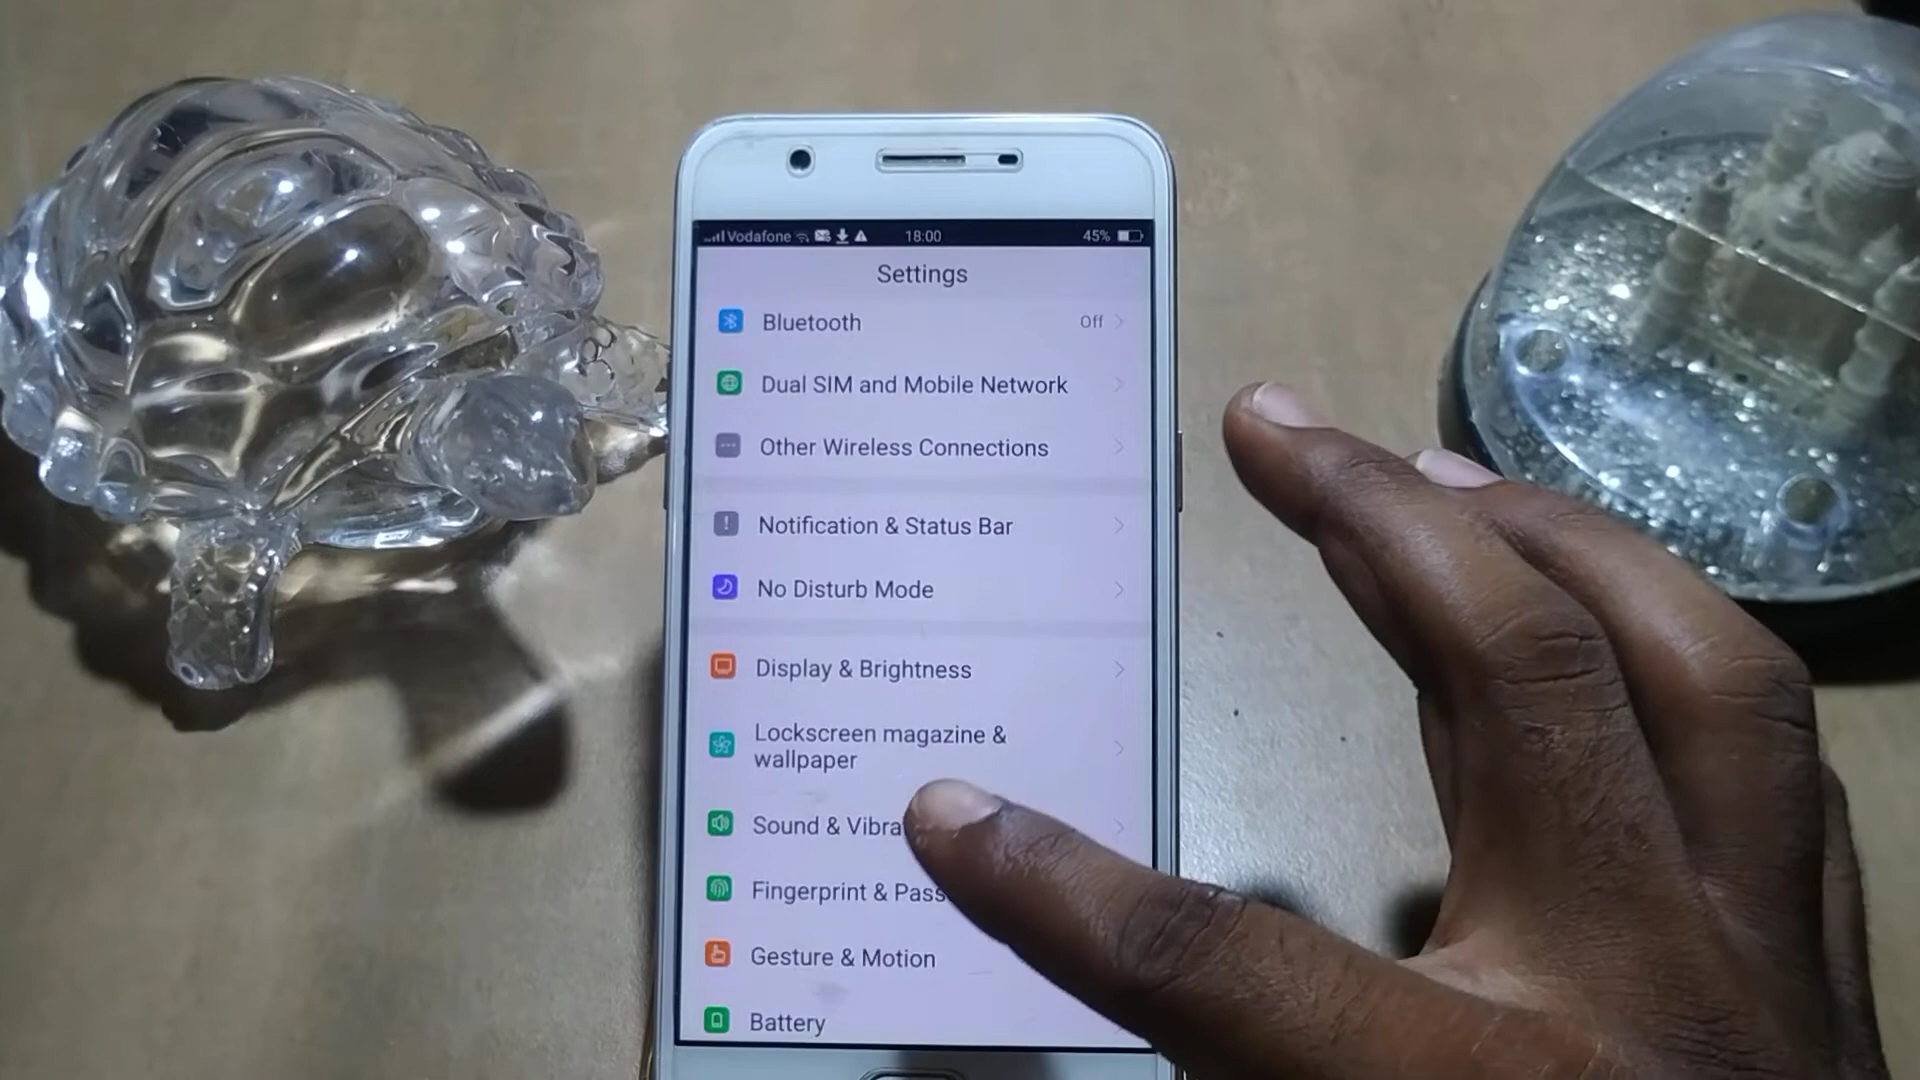 Vodafone 18:00 45%
Settings
Bluetooth Off
Dual SIM and Mobile Network
Other Wireless Connections
Notification & Status Bar
No Disturb Mode
Display & Brightness
Lockscreen magazine &
wallpaper
Sound & Vibra
Fingerprint & Pass
Gesture & Motion
Battery